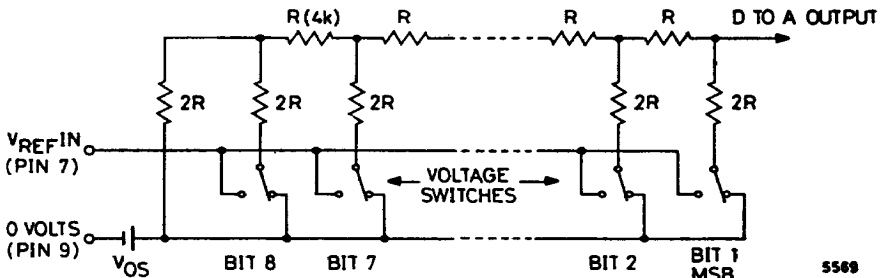 R (4k) R R R D TO A OUTPUT
2R 2R 2R 2R 2R
VREF IN
(PIN 7)
VOLTAGE
SWITCHES
0 VOLTS
(PIN 9)
VOS BIT 8 BIT 7 BIT 2 BIT 1
MSB
5569